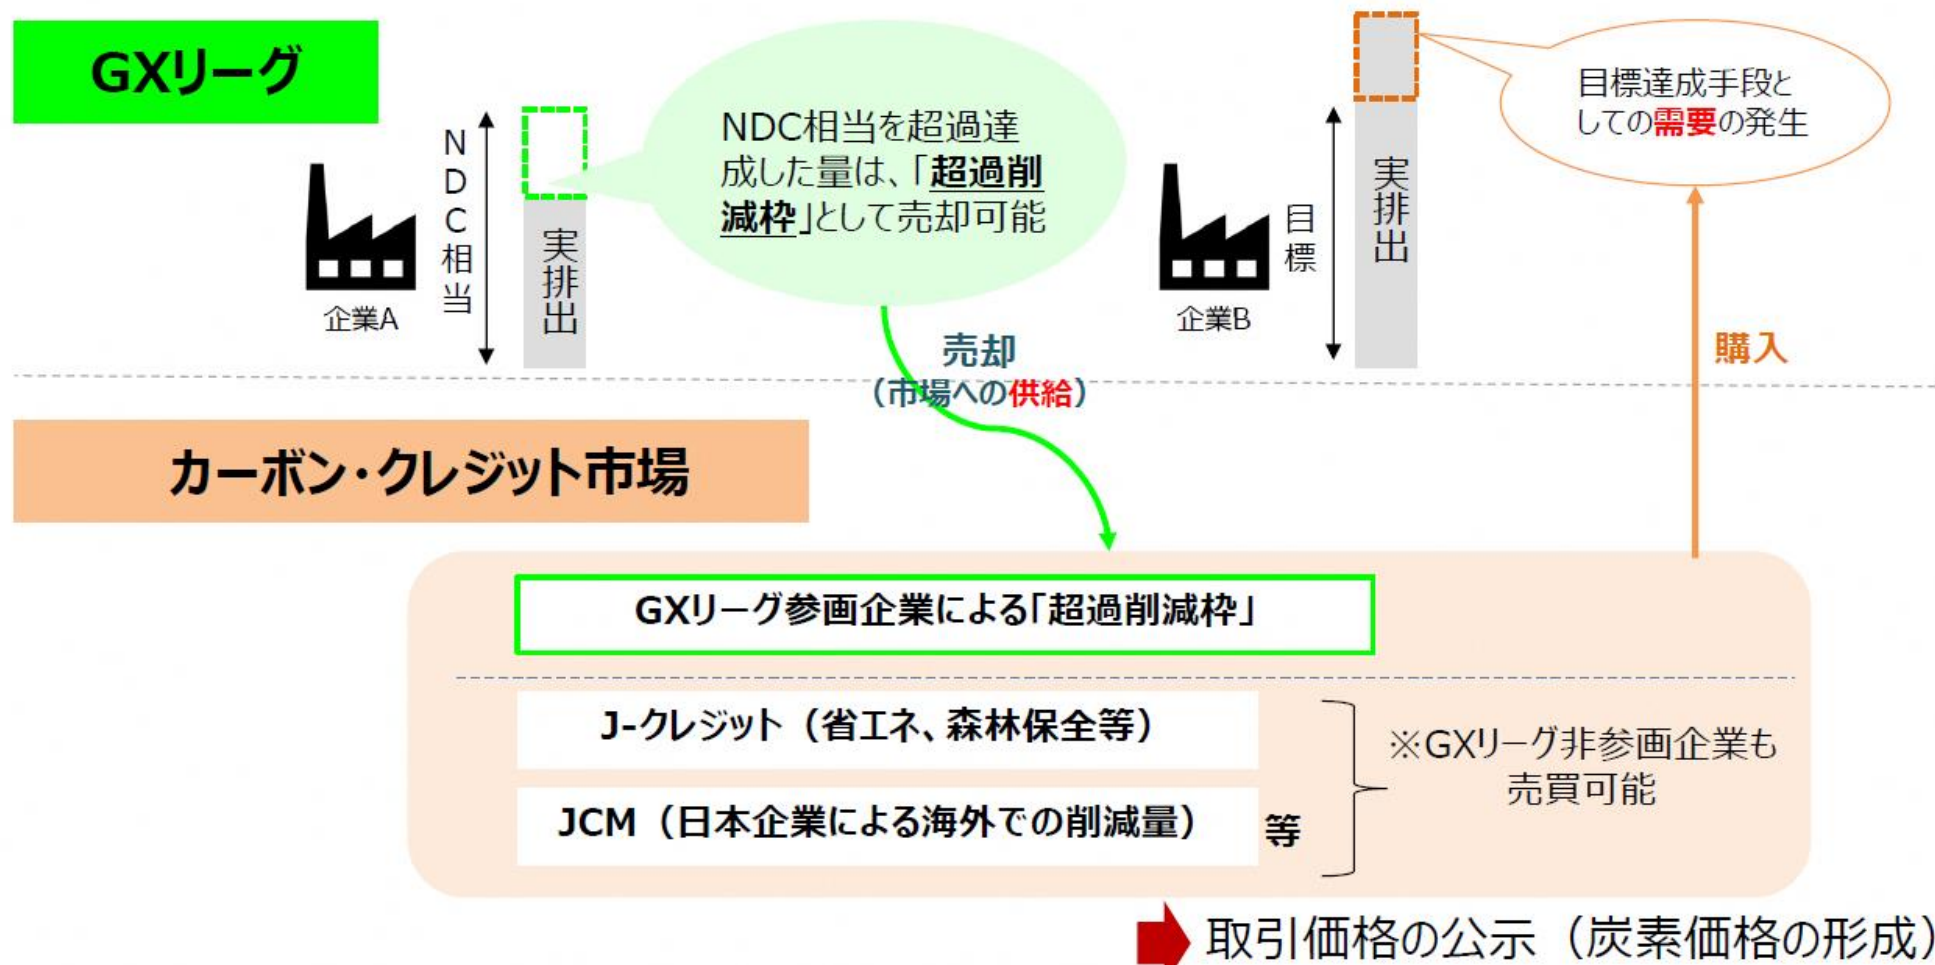 GXリーグ
NDC相当
企業A
実排出
NDC相当を超過達
成した量は、「超過削
減枠」として売却可能
企業B
目標
実排出
目標達成手段と
しての需要の発生
売却
（市場への供給）
購入
カーボン・クレジット市場
GXリーグ参画企業による「超過削減枠」
J-クレジット（省エネ、森林保全等）
JCM（日本企業による海外での削減量）
等
※GXリーグ非参画企業も
売買可能
取引価格の公示（炭素価格の形成）